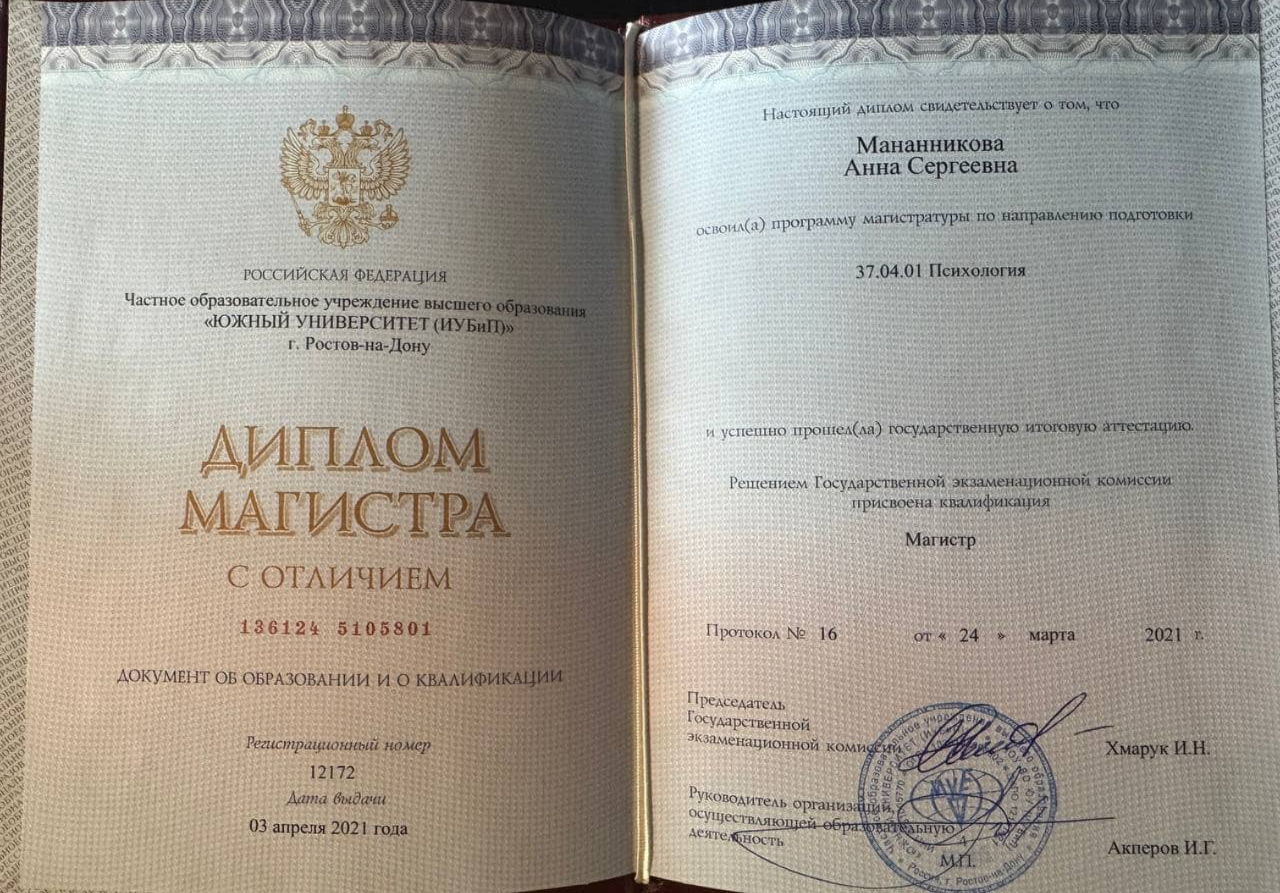 РОССИЙСКАЯ ФЕДЕРАЦИЯ
Частное образовательное учреждение высшего образования
«ЮЖНЫЙ УНИВЕРСИТЕТ (ИУБиП)»
г. Ростов-на-Дону
ДИПЛОМ
МАГИСТРА
С ОТЛИЧИЕМ
136124 5105801
ДОКУМЕНТ ОБ ОБРАЗОВАНИИ И О КВАЛИФИКАЦИИ
Регистрационный номер
12172
Дата выдачи
03 апреля 2021 года
Настоящий диплом свидетельствует о том, что
Мананникова
Анна Сергеевна
освоил(а) программу магистратуры по направлению подготовки
37.04.01 Психология
и успешно прошел(ла) государственную итоговую аттестацию.
Решением Государственной экзаменационной комиссии
присвоена квалификация
Магистр
Протокол № 16 от « 24 » марта 2021 г.
Председатель
Государственной
экзаменационной комиссии
Хмарук И.Н.
Руководитель организации,
осуществляющей образовательную
деятельность
Акперов И.Г.
М.П.
Россия, г. Ростов-на-Дону